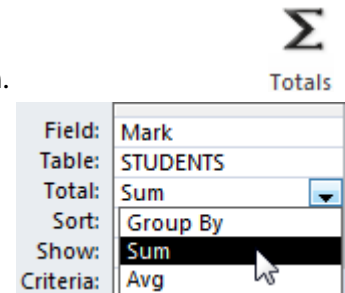 Σ
Totals
Field: Mark
Table: STUDENTS
Total: Sum
Sort: Group By
Show: Sum
Criteria: Avg